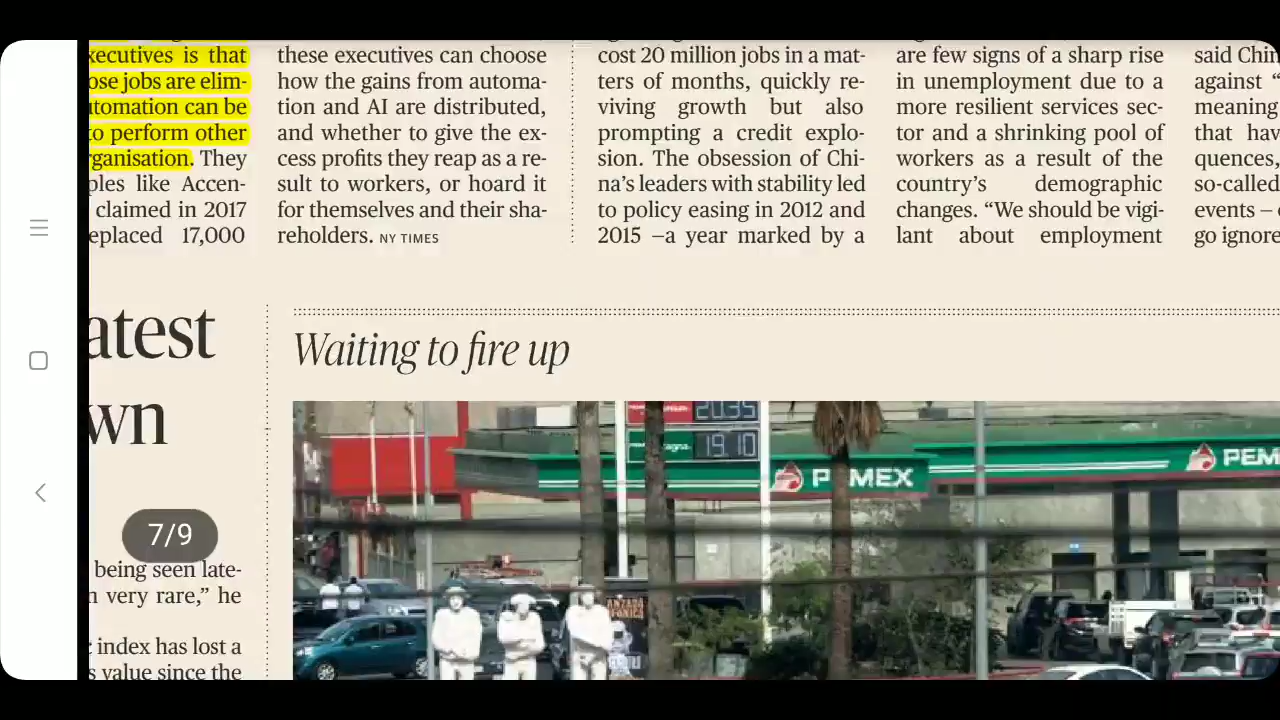 xecutives is that
ose jobs are elim-
utomation can be
to perform other
rganisation. They
ples like Accen-
claimed in 2017
eplaced 17,000
these executives can choose
how the gains from automa-
tion and AI are distributed,
and whether to give the ex-
cess profits they reap as a re-
sult to workers, or hoard it
for themselves and their sha-
reholders. NY TIMES
cost 20 million jobs in a mat-
ters of months, quickly re-
viving growth but also
prompting a credit explo-
sion. The obsession of Chi-
na's leaders with stability led
to policy easing in 2012 and
2015 —a year marked by a
are few signs of a sharp rise
in unemployment due to a
more resilient services sec-
tor and a shrinking pool of
workers as a result of the
country's demographic
changes. “We should be vigi-
lant about employment
said Chin
against “
meaning
that hav
quences,
so-called
events – 
go ignore
atest
wn
7/9
being seen late-
n very rare,” he
index has lost a
s value since the
Waiting to fire up
20.35
19.10
PEMEX
PEM